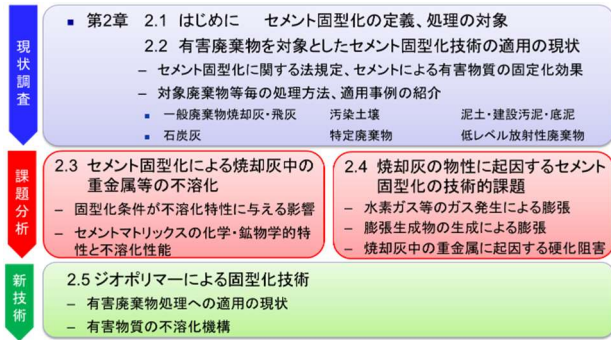 現状調査
■ 第2章 2.1 はじめに セメント固型化の定義、処理の対象
2.2 有害廃棄物を対象としたセメント固型化技術の適用の現状
− セメント固型化に関する法規定、セメントによる有害物質の固定化効果
− 対象廃棄物等毎の処理方法、適用事例の紹介
■ 一般廃棄物焼却灰・飛灰 汚染土壌 泥土・建設汚泥・底泥
■ 石炭灰 特定廃棄物 低レベル放射性廃棄物
課題分析
2.3 セメント固型化による焼却灰中の
重金属等の不溶化
− 固型化条件が不溶化特性に与える影響
− セメントマトリックスの化学・鉱物学的特
性と不溶化性能
2.4 焼却灰の物性に起因するセメント
固型化の技術的課題
− 水素ガス等のガス発生による膨張
− 膨張生成物の生成による膨張
− 焼却灰中の重金属に起因する硬化阻害
新技術
2.5 ジオポリマーによる固型化技術
− 有害廃棄物処理への適用の現状
− 有害物質の不溶化機構